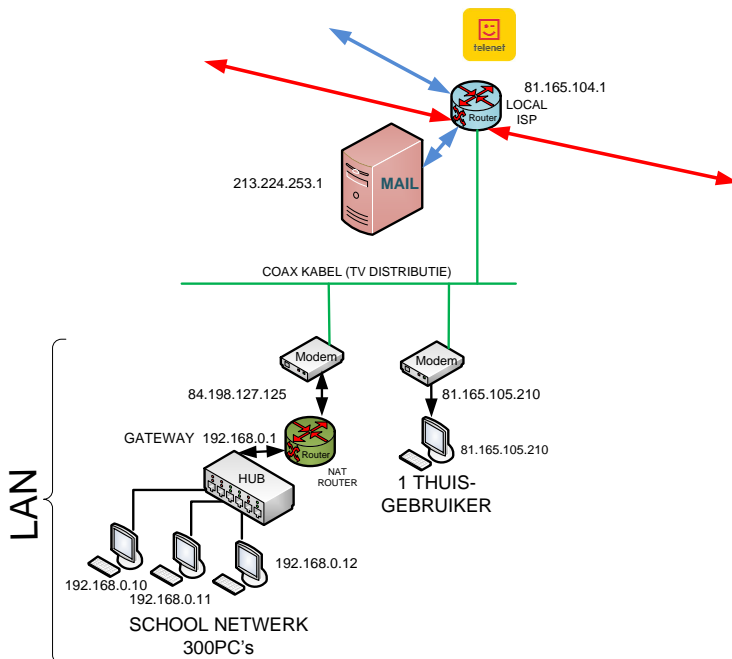 telenet
81.165.104.1
LOCAL
ISP
Router
MAIL
213.224.253.1
COAX KABEL (TV DISTRIBUTIE)
Modem
Modem
84.198.127.125
81.165.105.210
GATEWAY 192.168.0.1
Router
NAT
ROUTER
81.165.105.210
HUB
1 THUIS-
GEBRUIKER
LAN
192.168.0.10
192.168.0.11
192.168.0.12
SCHOOL NETWERK
300PC's